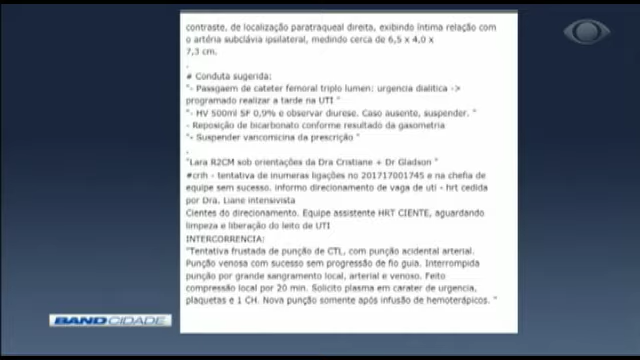 contraste, de localização paratraqueal direita, exibindo íntima relação com
o artéria subclávia ipsilateral, medindo cerca de 6,5 x 4,0 x
7,3 cm.
.
# Conduta sugerida:
"- Passgaem de cateter femoral triplo lumen: urgencia dialitica ->
programado realizar a tarde na UTI "
"- HV 500ml SF 0,9% e observar diurese. Caso ausente, suspender. "
- Reposição de bicarbonato conforme resultado da gasometria
"- Suspender vancomicina da prescrição "
.
"Lara R2CM sob orientações da Dra Cristiane + Dr Gladson "
#crih - tentativa de inumeras ligações no 201717001745 e na chefia de
equipe sem sucesso. informo direcionamento de vaga de uti - hrt cedida
por Dra. Liane intensivista
Cientes do direcionamento. Equipe assistente HRT CIENTE, aguardando
limpeza e liberação do leito de UTI
INTERCORRENCIA:
"Tentativa frustada de punção de CTL, com punção acidental arterial.
Punção venosa com sucesso sem progressão de fio guia. Interrompida
punção por grande sangramento local, arterial e venoso. Feito
compressão local por 20 min. Solicito plasma em carater de urgencia,
plaquetas e 1 CH. Nova punção somente após infusão de hemoterápicos. "
BAND CIDADE